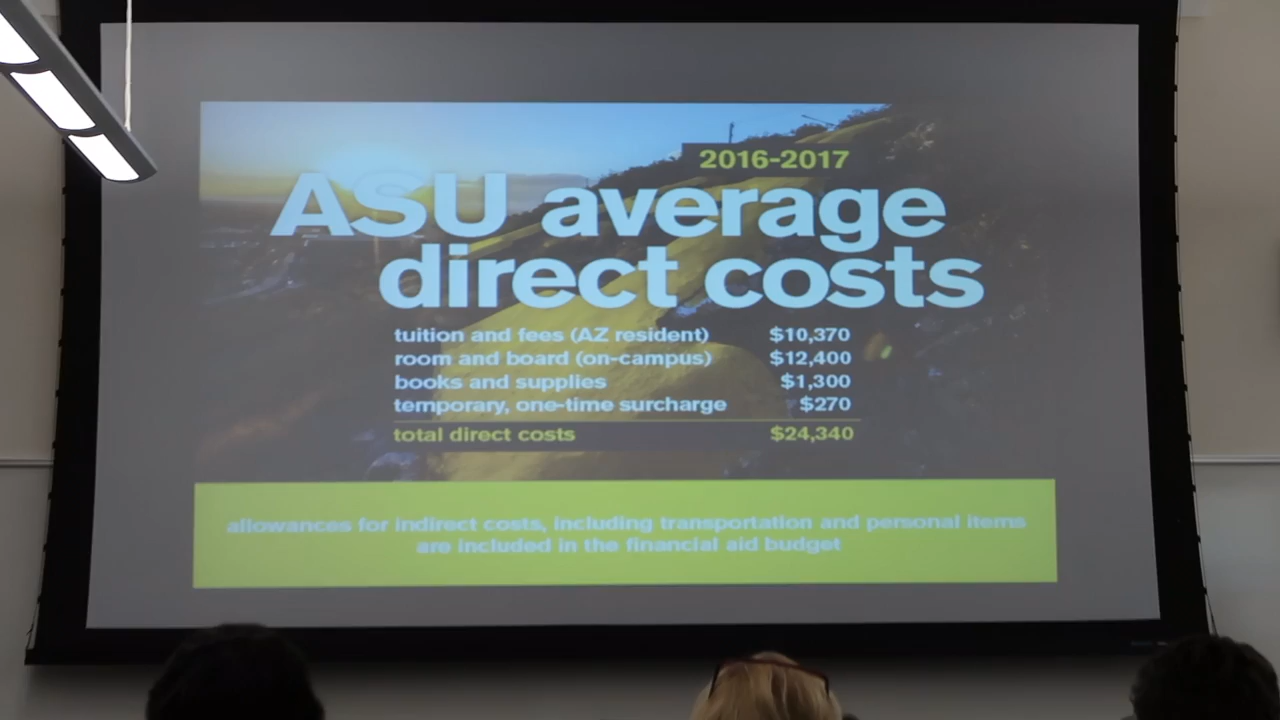 2016-2017
ASU average
direct costs
tuition and fees (AZ resident) $10,370
room and board (on-campus) $12,400
books and supplies $1,300
temporary, one-time surcharge $270
total direct costs $24,340
allowances for indirect costs, including transportation and personal items
are included in the financial aid budget